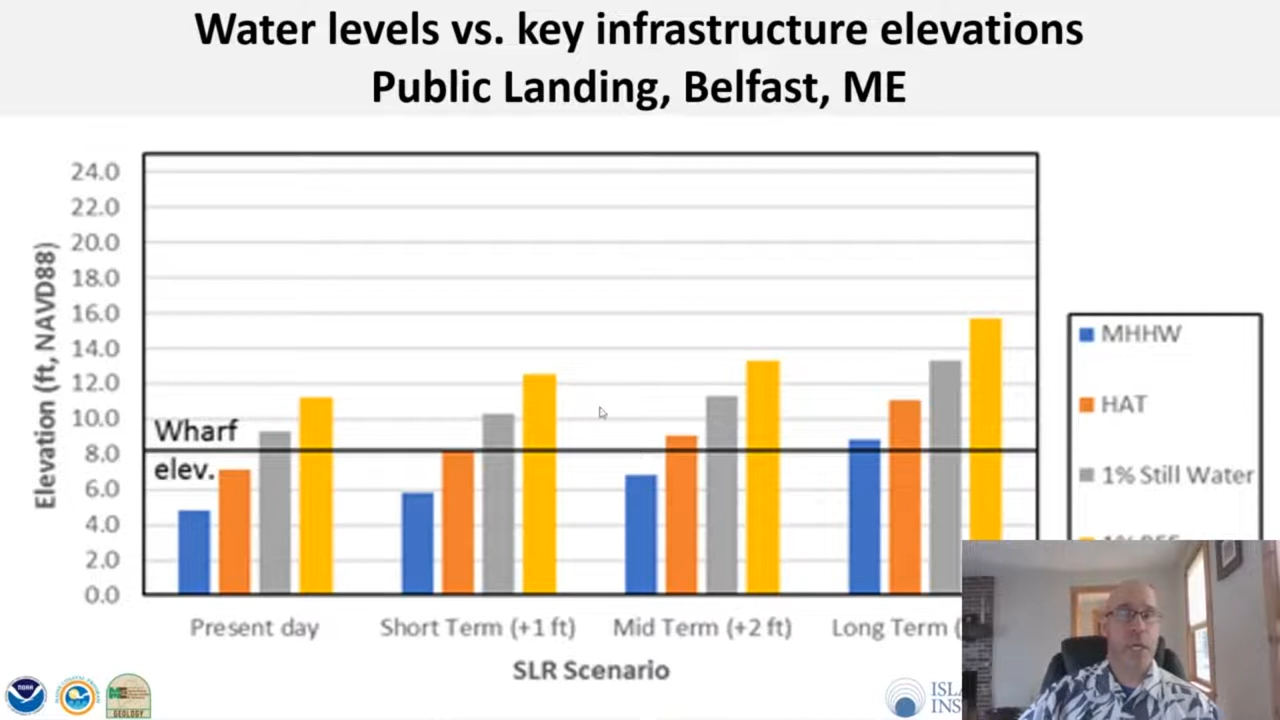 Water levels vs. key infrastructure elevations
Public Landing, Belfast, ME
24.0
22.0
20.0
18.0
16.0
14.0
12.0
10.0
8.0
6.0
4.0
2.0
0.0
Elevation (ft, NAVD88)
Wharf
elev.
Present day
Short Term (+1 ft)
Mid Term (+2 ft)
Long Term (
SLR Scenario
MHHW
HAT
1% Still Water
NOAA
GEOLOGY